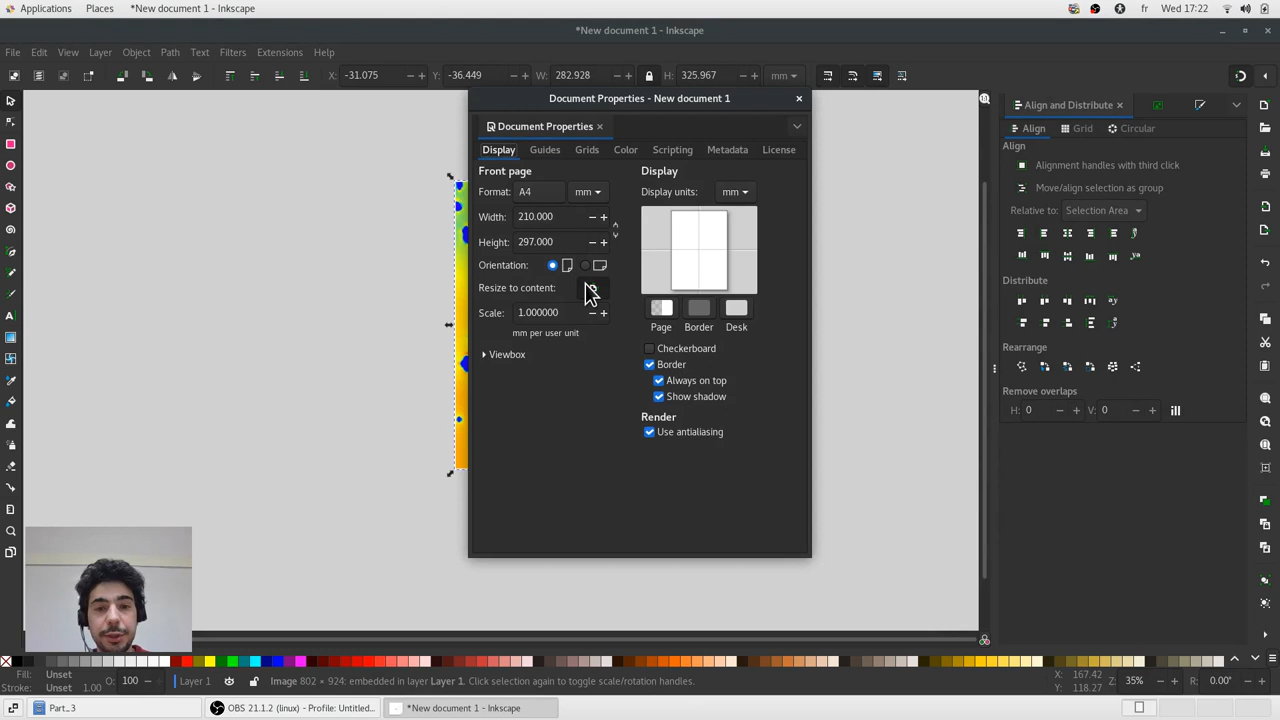 Applications Places *New document 1 - Inkscape fr Wed 17:22
*New document 1 - Inkscape
File Edit View Layer Object Path Text Filters Extensions Help
X: -31.075 Y: -36.449 W: 282.928 H: 325.967 mm
Document Properties - New document 1
Align and Distribute
Document Properties
Align Grid Circular
Display Guides Grids Color Scripting Metadata License
Align
Front page Display
Alignment handles with third click
Format: A4 mm Display units: mm
Move/align selection as group
Width: 210.000
Relative to: Selection Area
Height: 297.000
Orientation:
Resize to content:
Distribute
Scale: 1.000000
Page Border Desk
mm per user unit
Checkerboard
Rearrange
Viewbox
Border
Always on top
Remove overlaps
Show shadow
H: 0 V: 0
Render
Use antialiasing
Fill: Unset
Stroke: Unset 1.00
O: 100 Layer 1 Image 802 × 924: embedded in layer Layer 1. Click selection again to toggle scale/rotation handles.
X: 167.42
Y: 118.27
Z: 35% R: 0.00°
Part_3 OBS 21.1.2 (linux) - Profile: Untitled... *New document 1 - Inkscape